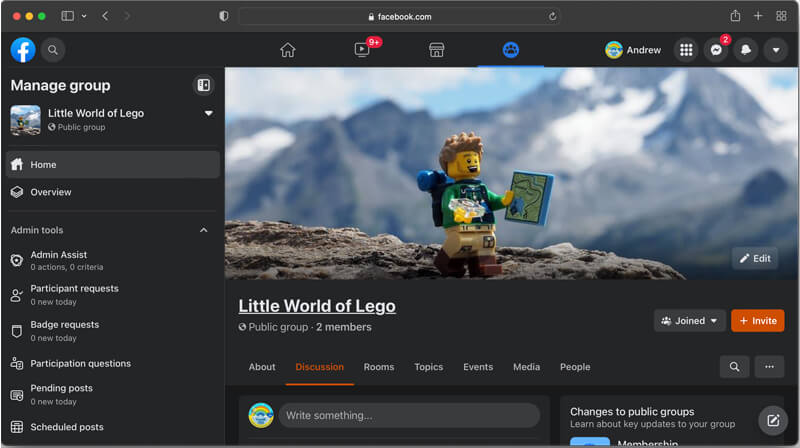 facebook.com
9+
Andrew
2
Manage group
Little World of Lego
Public group
Home
Overview
Admin tools
Admin Assist
0 actions, 0 criteria
Participant requests
0 new today
Badge requests
0 new today
Participation questions
Pending posts
0 new today
Scheduled posts
Edit
Little World of Lego
Public group · 2 members
Joined
+ Invite
About Discussion Rooms Topics Events Media People
Write something...
Changes to public groups
Learn about key updates to your group
Membership